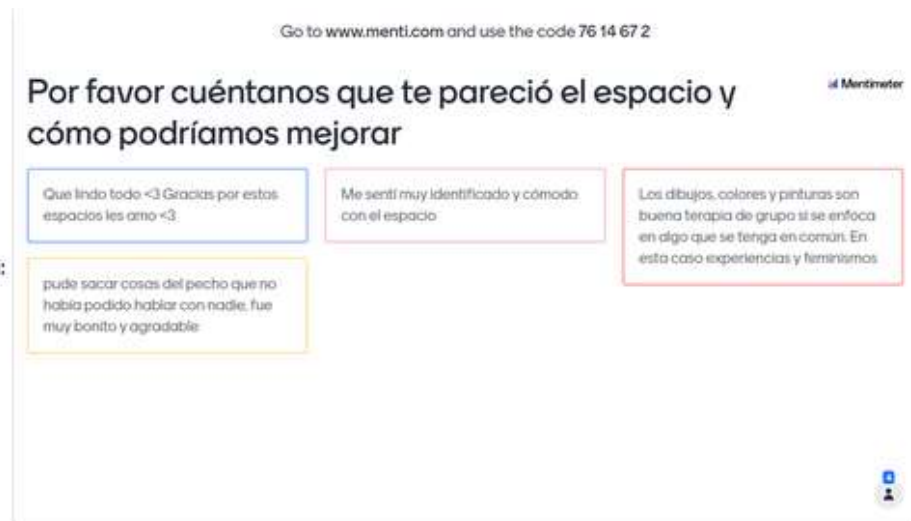 Go to www.menti.com and use the code 76 14 67 2
Por favor cuéntanos que te pareció el espacio y
cómo podríamos mejorar
Mentimeter
Que lindo todo <3 Gracias por estos
espacios les amo <3
Me sentí muy identificado y cómodo
con el espacio
Los dibujos, colores y pinturas son
buena terapia de grupo si se enfoca
en algo que se tenga en común. En
esta caso experiencias y feminismos
pude sacar cosas del pecho que no
había podido hablar con nadie, fue
muy bonito y agradable
4